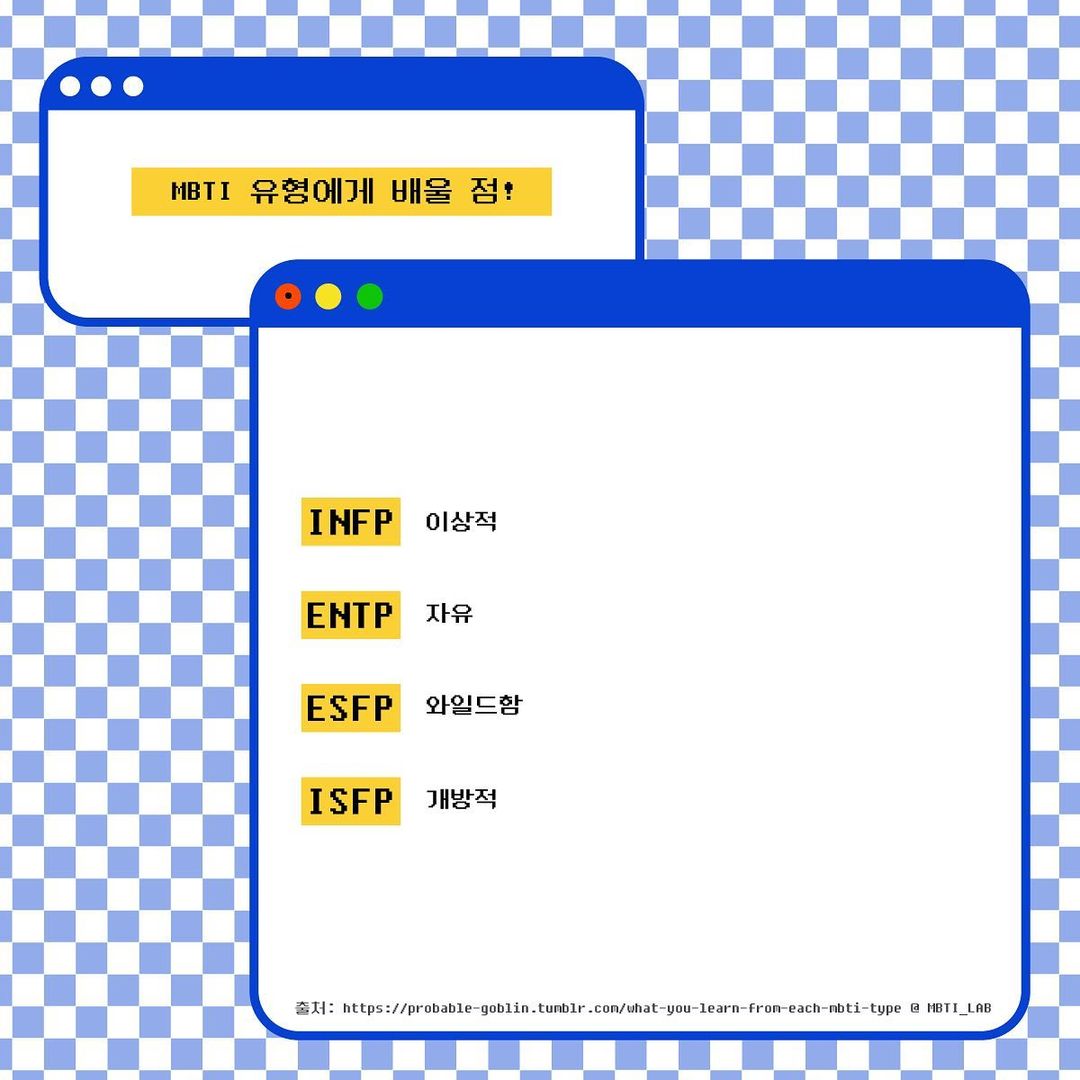 MBTI 유형에게 배울 점!
INFP 이상적
ENTP 자유
ESFP 와일드함
ISFP 개방적
출처: https://probable-goblin.tumblr.com/what-you-learn-from-each-mbti-type @ MBTI_LAB